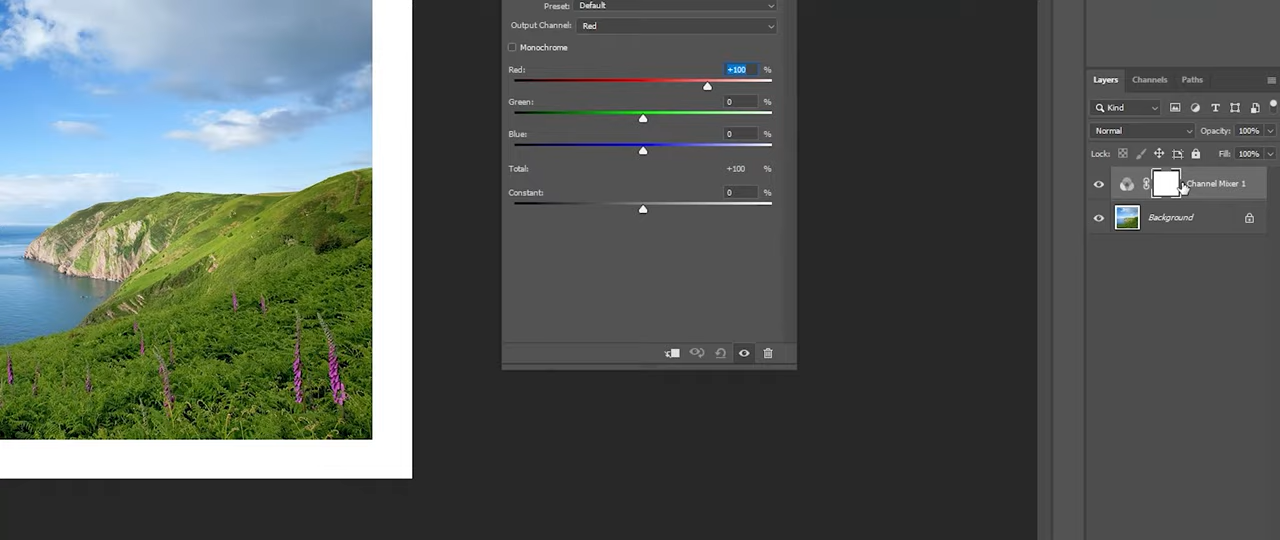 Preset: Default
Output Channel: Red
Monochrome
Red: +100 %
Green: 0 %
Blue: 0 %
Total: +100 %
Constant: 0 %
Layers Channels Paths
Kind
Normal Opacity: 100%
Lock: Fill: 100%
Channel Mixer 1
Background